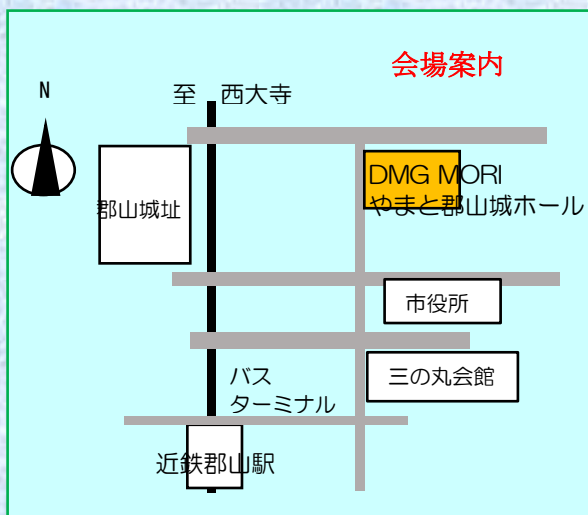 会場案内
N
至 西大寺
DMG MORI
やまと郡山城ホール
郡山城址
市役所
三の丸会館
バス
ターミナル
近鉄郡山駅